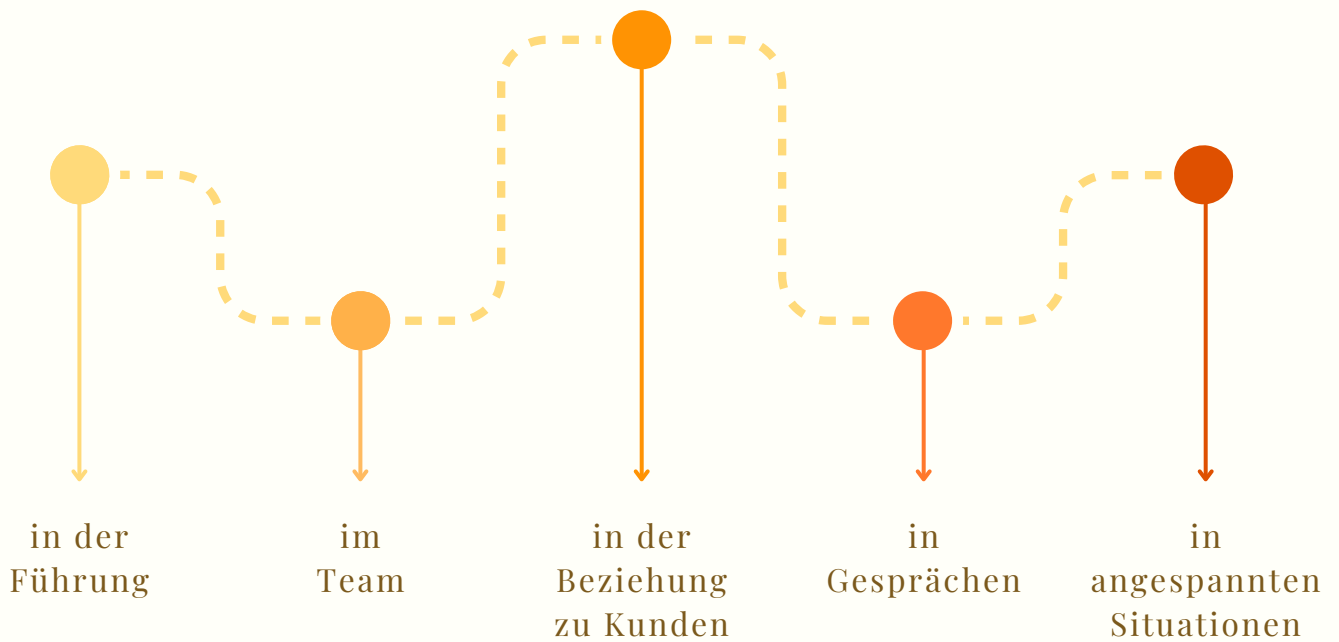 in der
Führung
im
Team
in der
Beziehung
zu Kunden
in
Gesprächen
in
angespannten
Situationen